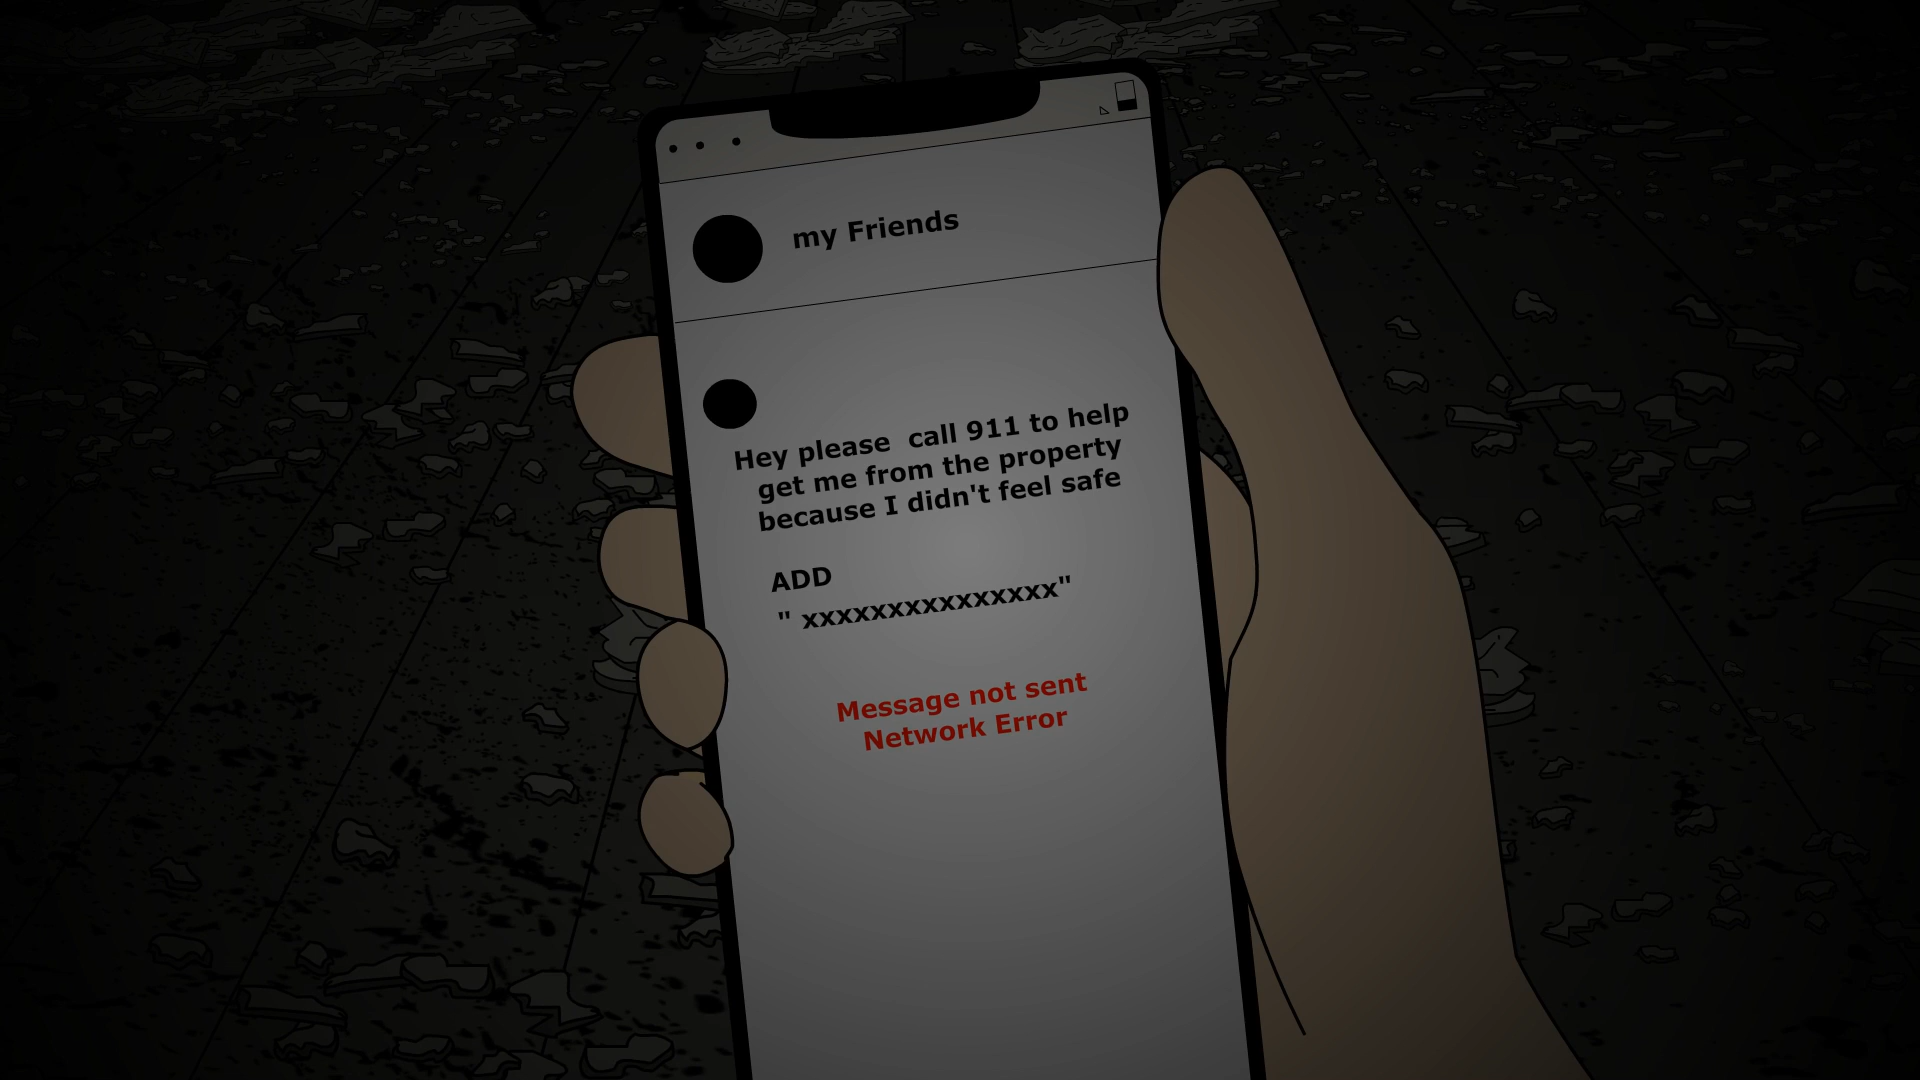 my Friends
Hey please call 911 to help
get me from the property
because I didn't feel safe
ADD
" xxxxxxxxxxxxxxx"
Message not sent
Network Error